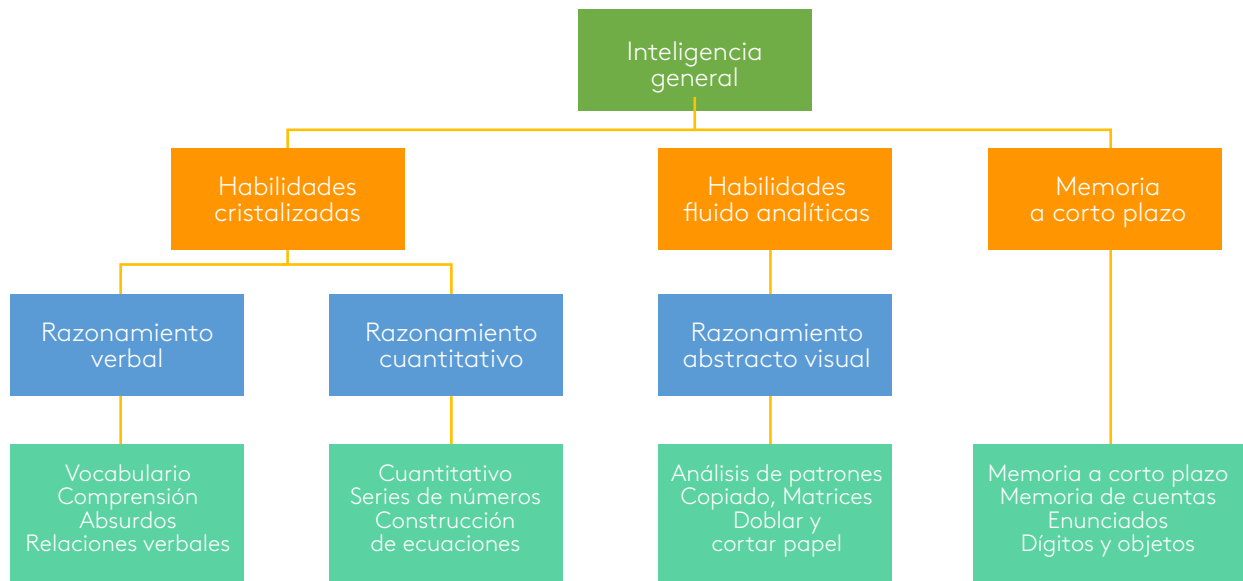 Inteligencia
general
Habilidades
cristalizadas
Habilidades
fluido analíticas
Memoria
a corto plazo
Razonamiento
verbal
Razonamiento
cuantitativo
Razonamiento
abstracto visual
Vocabulario
Comprensión
Absurdos
Relaciones verbales
Cuantitativo
Series de números
Construcción
de ecuaciones
Análisis de patrones
Copiado, Matrices
Doblar y
cortar papel
Memoria a corto plazo
Memoria de cuentas
Enunciados
Dígitos y objetos